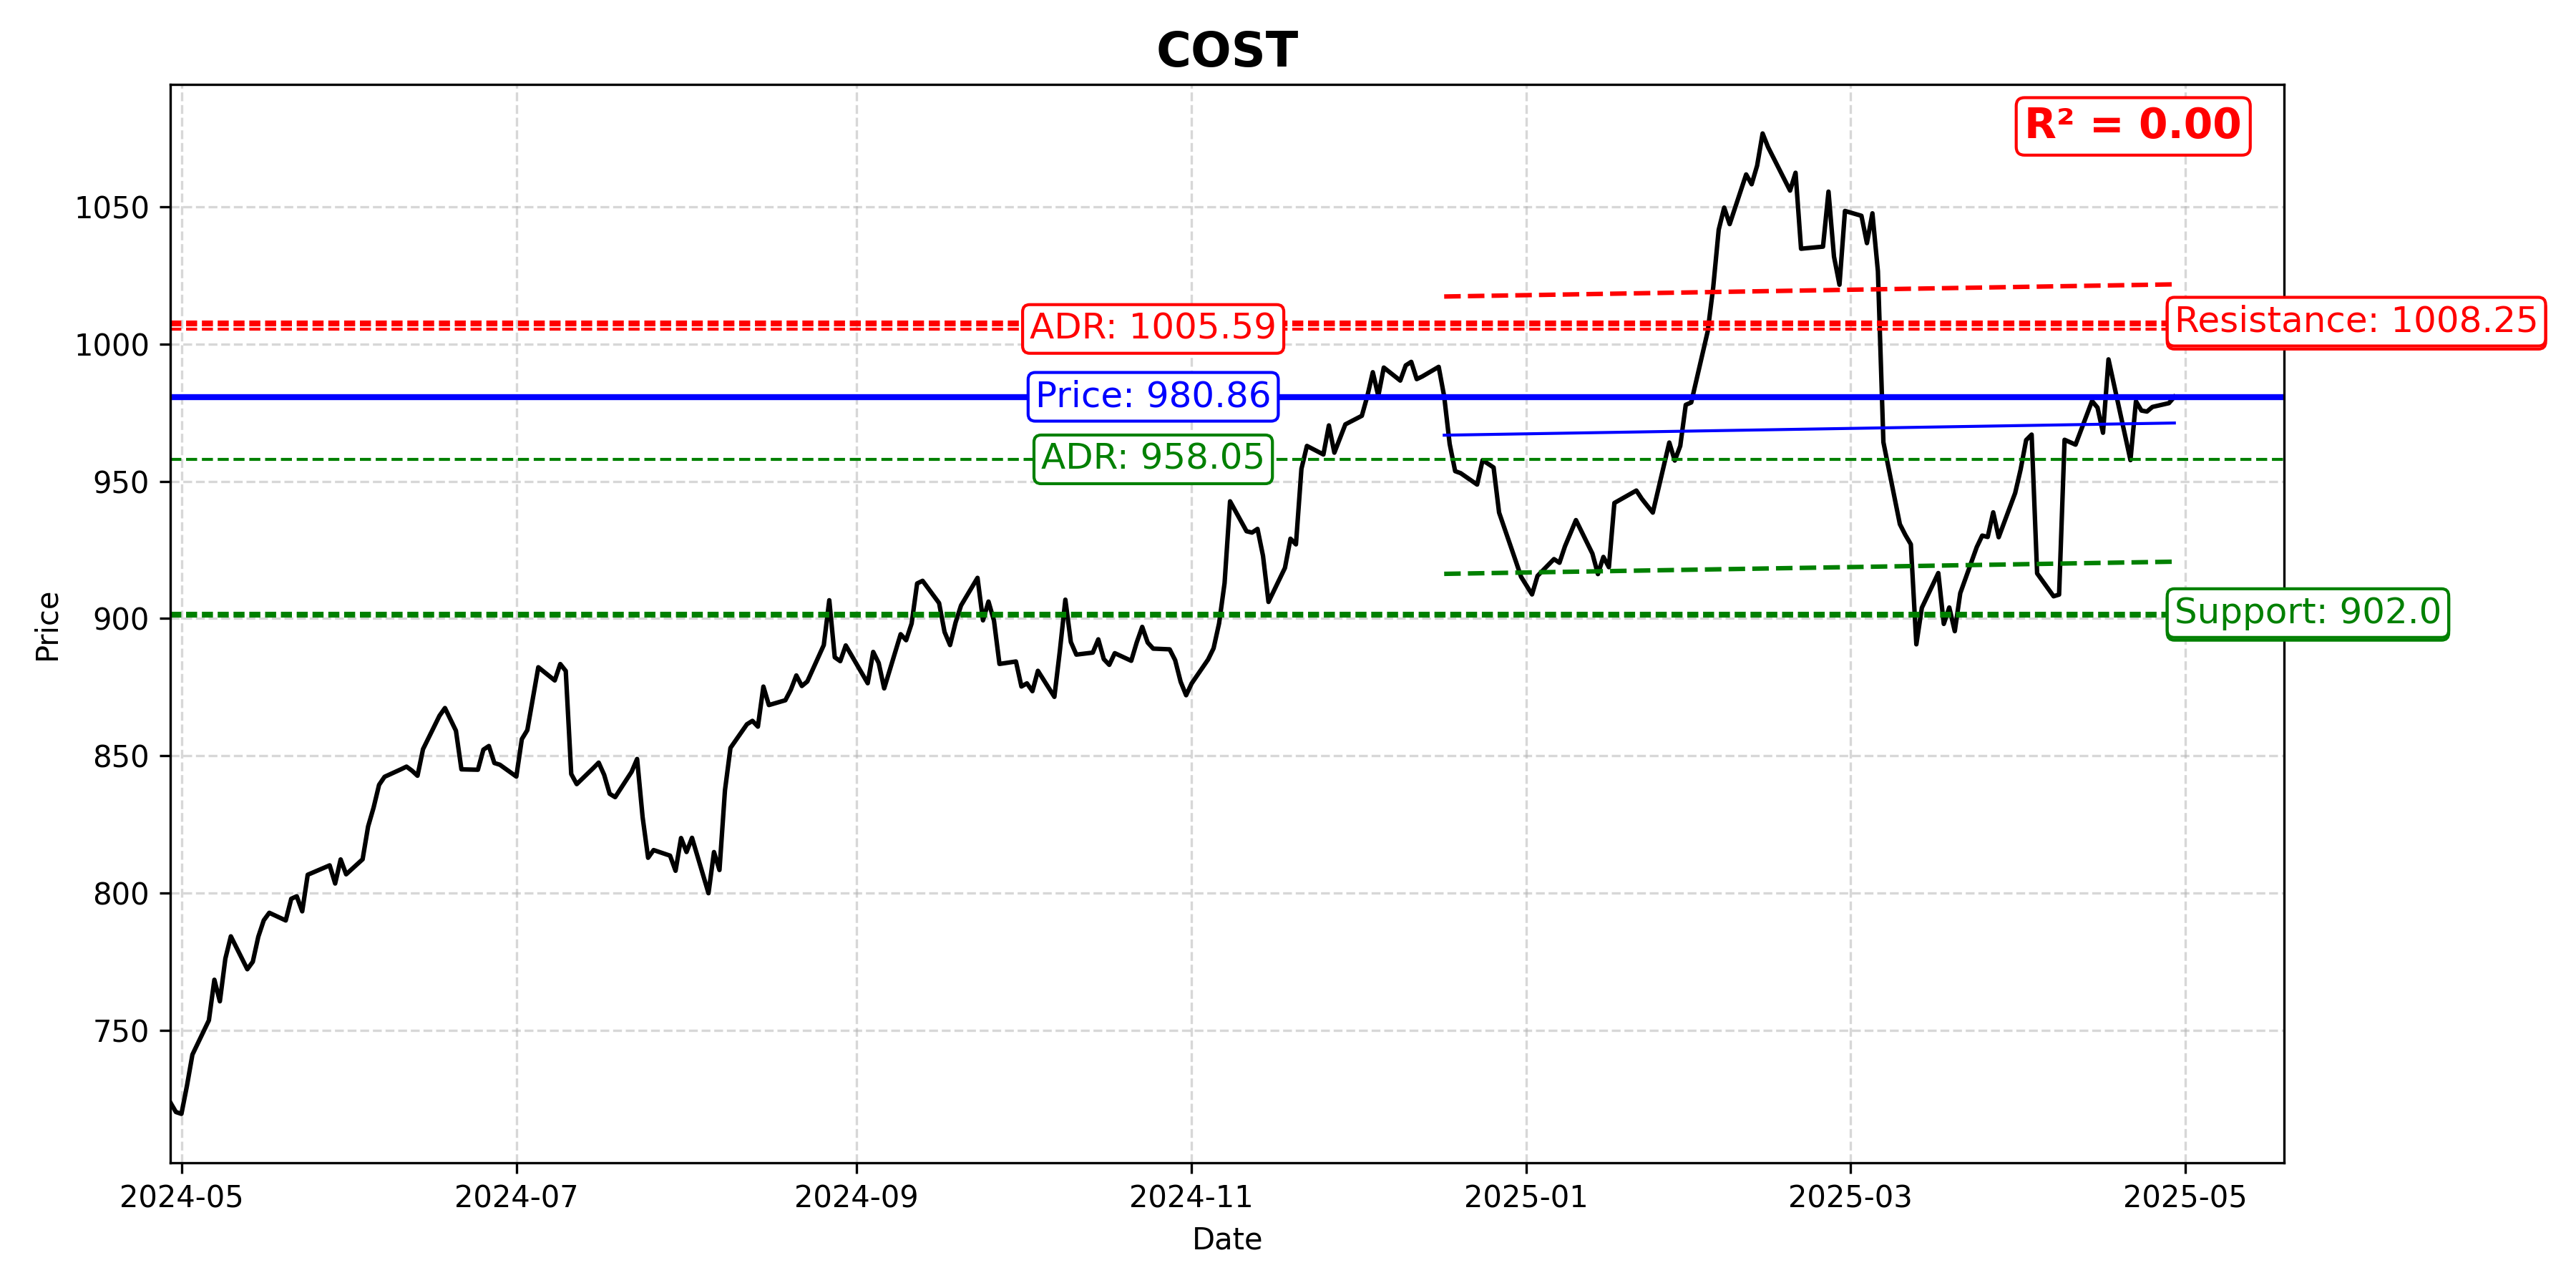 COST
R² = 0.00
1050
1000
950
900
850
800
750
Price
ADR: 1005.59
Resistance: 1008.25
Price: 980.86
ADR: 958.05
Support: 902.0
2024-05
2024-07
2024-09
2024-11
2025-01
2025-03
2025-05
Date